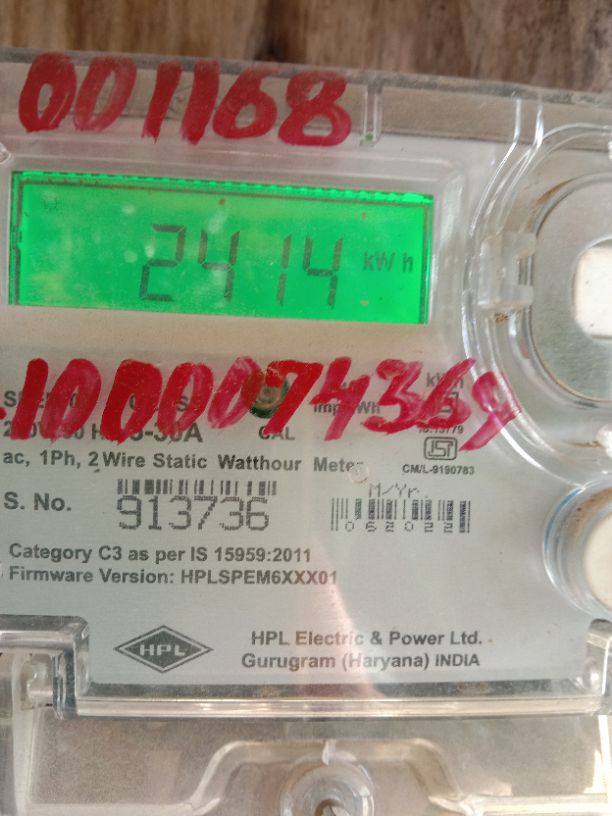 001168
2414 kWh
1000074369
CAL
ac, 1Ph, 2 Wire Static Watthour Meter
CM/L-9190783
S. No.
913736
M/Yr.
062022
Category C3 as per IS 15959:2011
Firmware Version: HPLSPEM6XXX01
HPL
HPL Electric & Power Ltd.
Gurugram (Haryana) INDIA